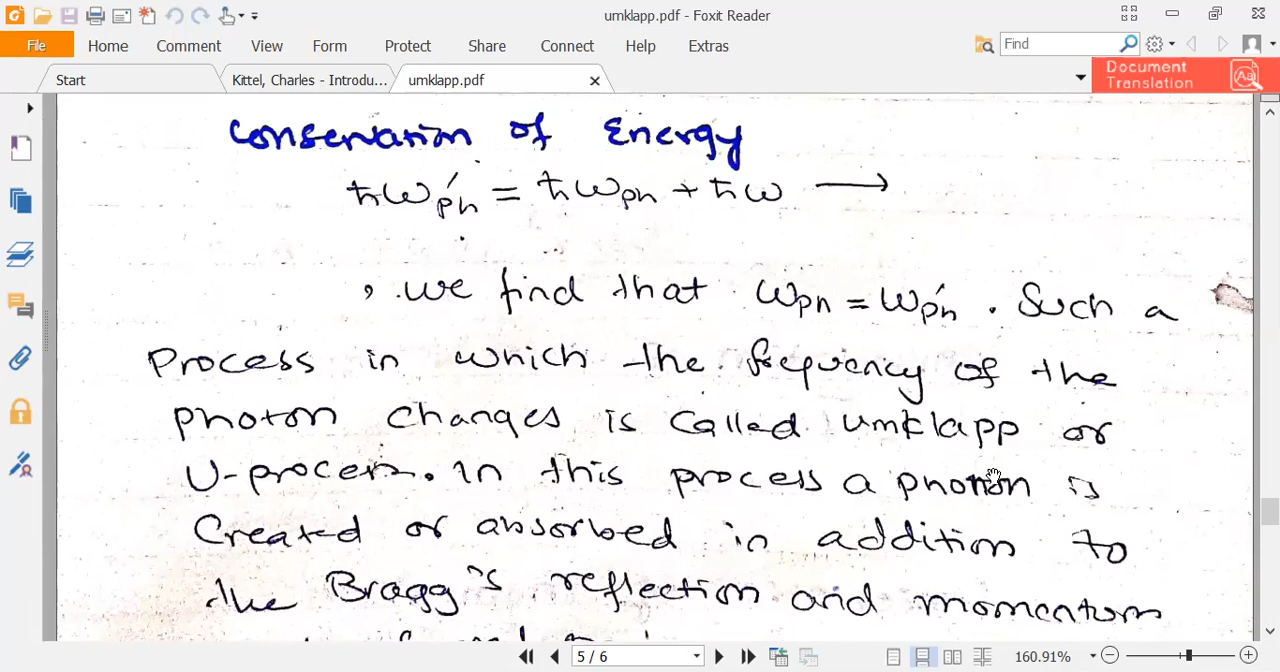 umklapp.pdf - Foxit Reader
File Home Comment View Form Protect Share Connect Help Extras Find
Start Kittel, Charles - Introdu... umklapp.pdf
Document Translation
Conservation of Energy
ħω'ph = ħωph + ħω →
, we find that ωph = ω'ph . Such a
Process in which the frequency of the
photon changes is called umklapp or
U-process. In this process a phonon is
Created or absorbed in addition to
the Bragg's reflection and momentum
5 / 6 160.91%